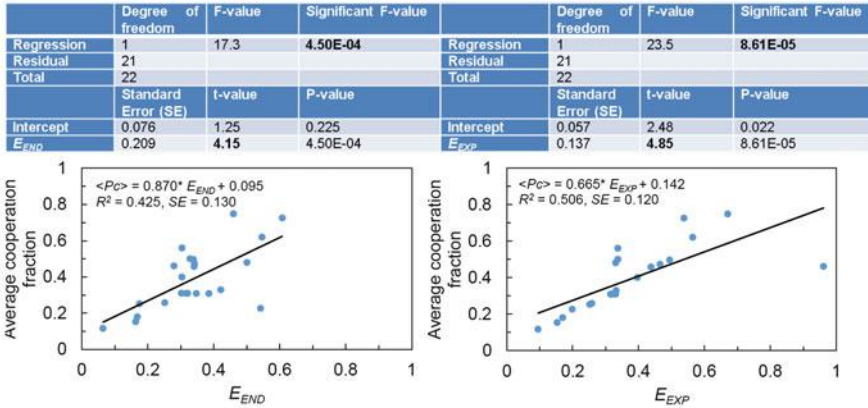 Degree of freedom F-value Significant F-value
Regression 1 17.3 4.50E-04
Residual 21
Total 22
Standard Error (SE) t-value P-value
Intercept 0.076 1.25 0.225
E_END 0.209 4.15 4.50E-04
Degree of freedom F-value Significant F-value
Regression 1 23.5 8.61E-05
Residual 21
Total 22
Standard Error (SE) t-value P-value
Intercept 0.057 2.48 0.022
E_EXP 0.137 4.85 8.61E-05
<Pc> = 0.870* E_END + 0.095
R² = 0.425, SE = 0.130
Average cooperation
fraction
1
0.8
0.6
0.4
0.2
0
0 0.2 0.4 0.6 0.8 1
E_END
<Pc> = 0.665* E_EXP + 0.142
R² = 0.506, SE = 0.120
Average cooperation
fraction
1
0.8
0.6
0.4
0.2
0
0 0.2 0.4 0.6 0.8 1
E_EXP